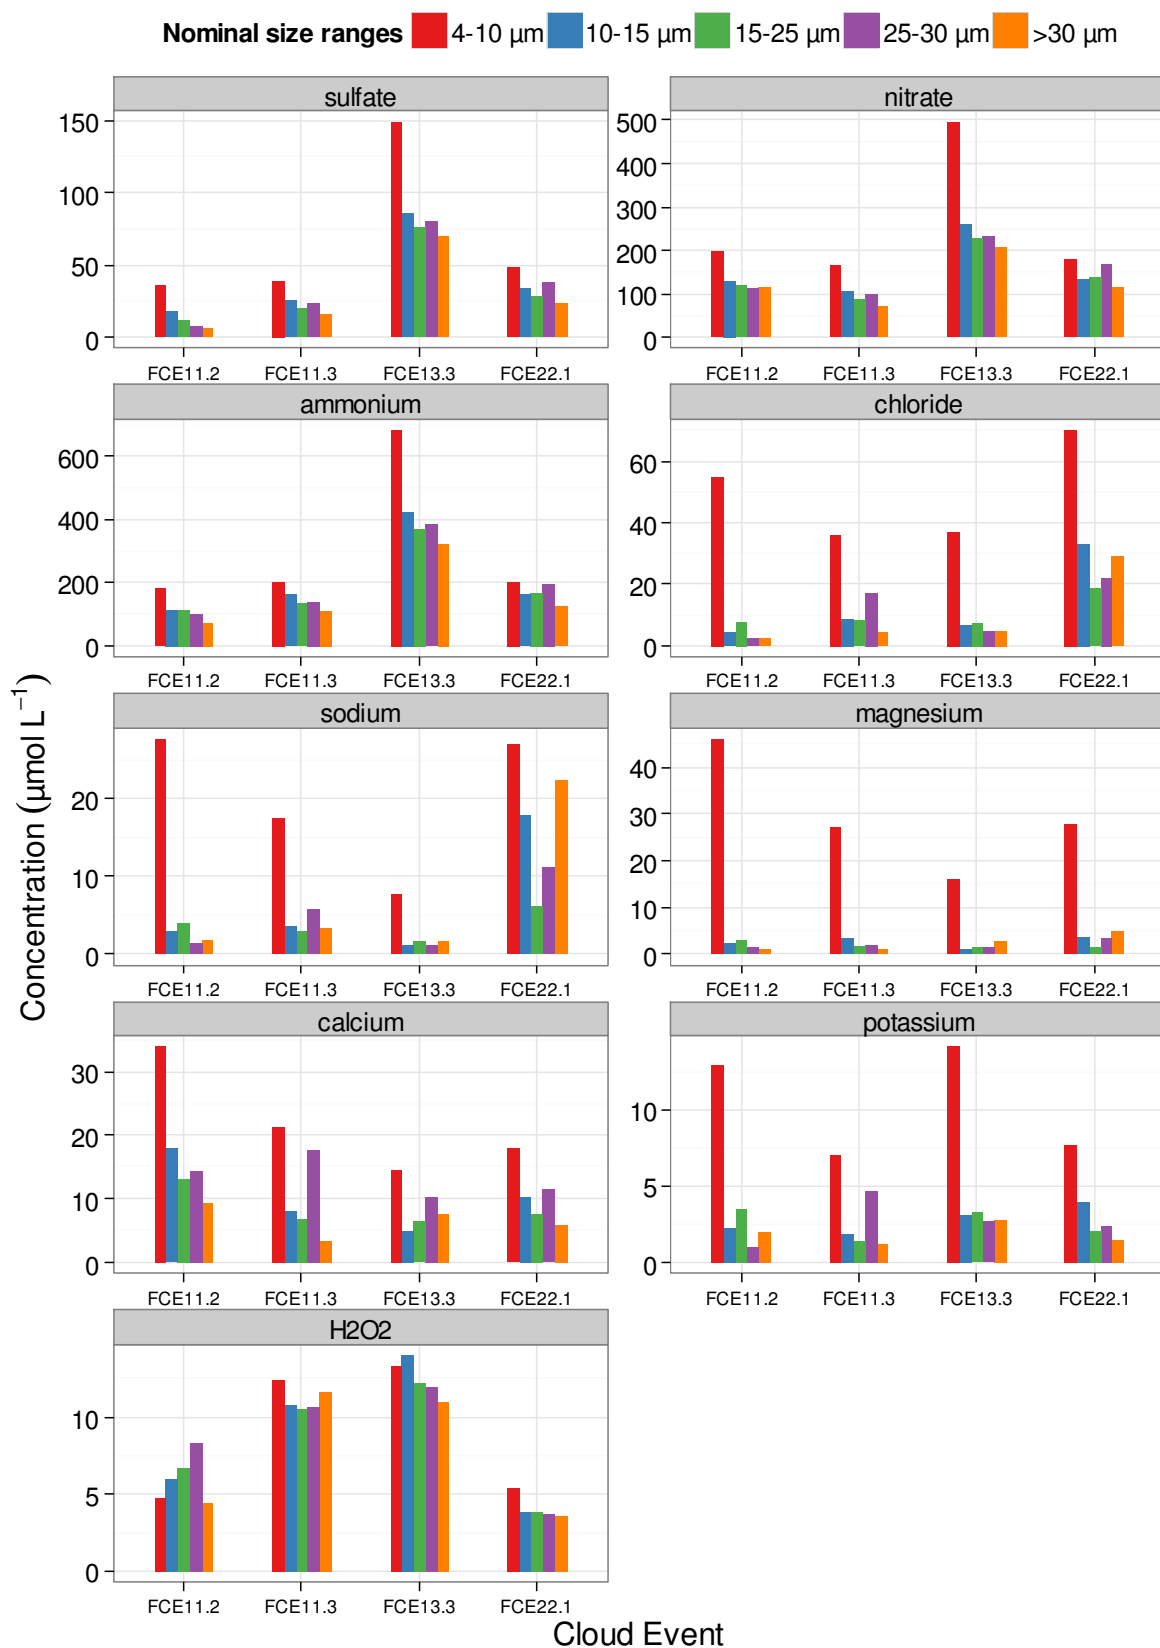 Nominal size ranges 4-10 µm 10-15 µm 15-25 µm 25-30 µm >30 µm
sulfate
150
100
50
0
FCE11.2 FCE11.3 FCE13.3 FCE22.1
nitrate
500
400
300
200
100
0
FCE11.2 FCE11.3 FCE13.3 FCE22.1
ammonium
600
400
200
0
FCE11.2 FCE11.3 FCE13.3 FCE22.1
chloride
60
40
20
0
FCE11.2 FCE11.3 FCE13.3 FCE22.1
sodium
20
10
0
FCE11.2 FCE11.3 FCE13.3 FCE22.1
magnesium
40
30
20
10
0
FCE11.2 FCE11.3 FCE13.3 FCE22.1
calcium
30
20
10
0
FCE11.2 FCE11.3 FCE13.3 FCE22.1
potassium
10
5
0
FCE11.2 FCE11.3 FCE13.3 FCE22.1
H2O2
10
5
0
FCE11.2 FCE11.3 FCE13.3 FCE22.1
Concentration (µmol L⁻¹)
Cloud Event